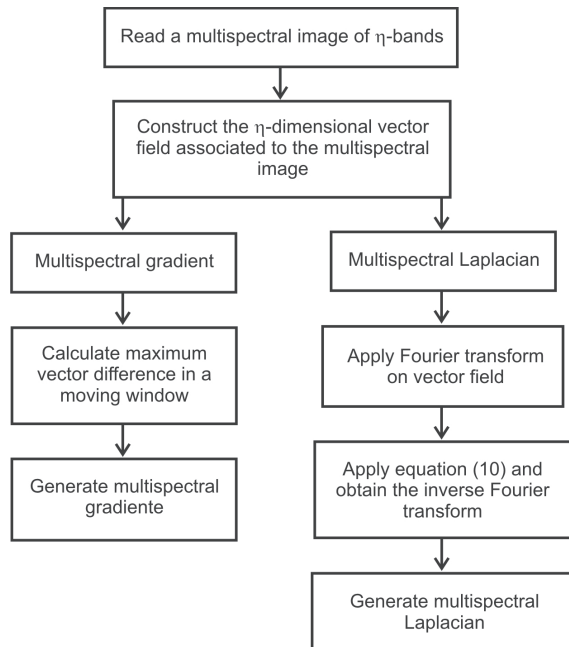 Read a multispectral image of η-bands
Construct the η-dimensional vector
field associated to the multispectral
image
Multispectral gradient
Calculate maximum
vector difference in a
moving window
Generate multispectral
gradiente
Multispectral Laplacian
Apply Fourier transform
on vector field
Apply equation (10) and
obtain the inverse Fourier
transform
Generate multispectral
Laplacian